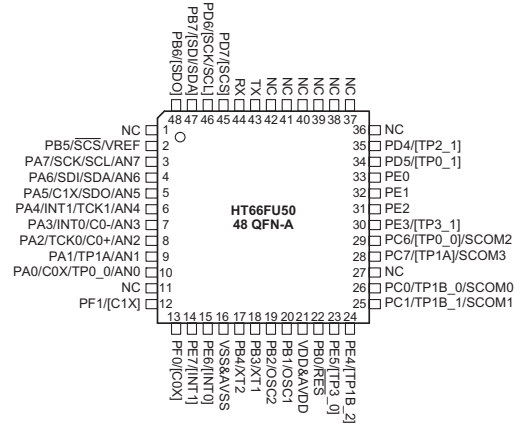 PB6/[SDO]
PB7/[SDI/SDA]
PD6/[SCK/SCL]
PD7/[SCS]
RX
TX
NC
NC
NC
NC
NC
NC
48 47 46 45 44 43 42 41 40 39 38 37
NC 1
PB5/SCS/VREF 2
PA7/SCK/SCL/AN7 3
PA6/SDI/SDA/AN6 4
PA5/C1X/SDO/AN5 5
PA4/INT1/TCK1/AN4 6
PA3/INT0/C0-/AN3 7
PA2/TCK0/C0+/AN2 8
PA1/TP1A/AN1 9
PA0/C0X/TP0_0/AN0 10
NC 11
PF1/[C1X] 12
HT66FU50
48 QFN-A
36 NC
35 PD4/[TP2_1]
34 PD5/[TP0_1]
33 PE0
32 PE1
31 PE2
30 PE3/[TP3_1]
29 PC6/[TP0_0]/SCOM2
28 PC7/[TP1A]/SCOM3
27 NC
26 PC0/TP1B_0/SCOM0
25 PC1/TP1B_1/SCOM1
13 14 15 16 17 18 19 20 21 22 23 24
PF0/[C0X]
PE7/[INT1]
PE6/[INT0]
VSS&AVSS
PB4/XT2
PB3/XT1
PB2/OSC2
PB1/OSC1
VDD&AVDD
PB0/RES
PE5/[TP3_0]
PE4/[TP1B_2]